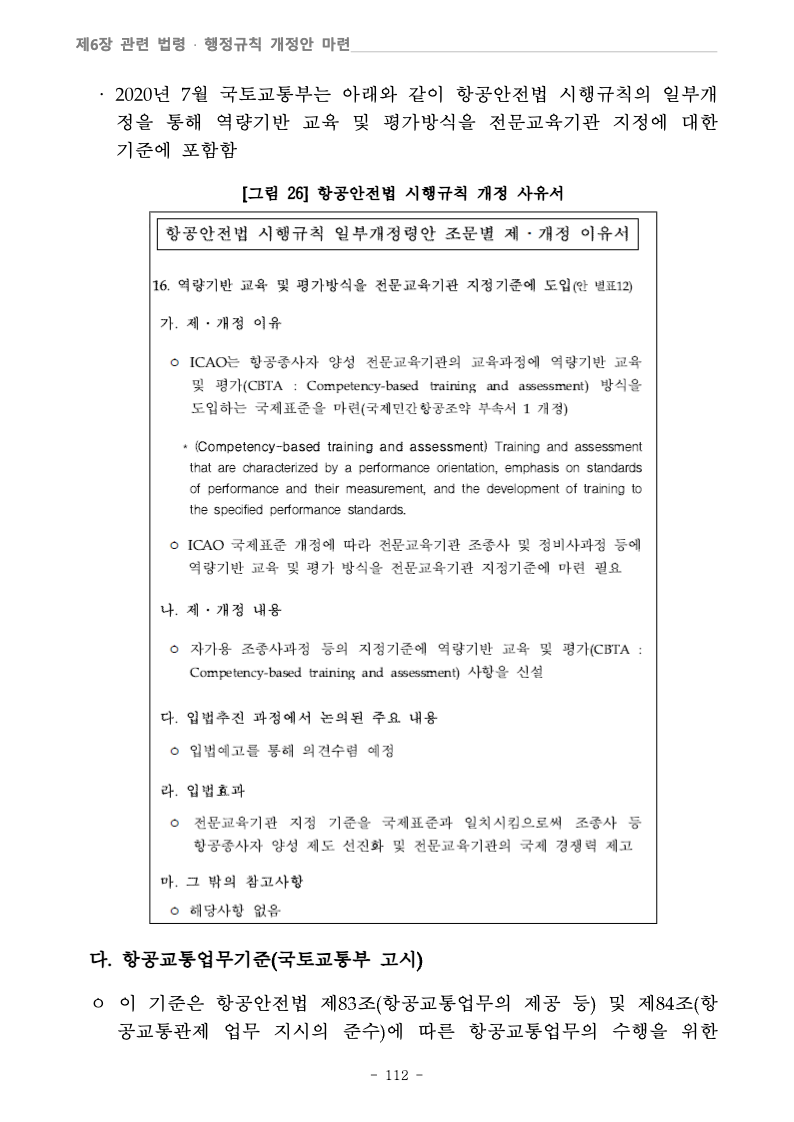 제6장 관련 법령 · 행정규칙 개정안 마련
· 2020년 7월 국토교통부는 아래와 같이 항공안전법 시행규칙의 일부개
정을 통해 역량기반 교육 및 평가방식을 전문교육기관 지정에 대한
기준에 포함함
[그림 26] 항공안전법 시행규칙 개정 사유서
항공안전법 시행규칙 일부개정령안 조문별 제・개정 이유서
16. 역량기반 교육 및 평가방식을 전문교육기관 지정기준에 도입(안 별표12)
가. 제・개정 이유
ㅇ ICAO는 항공종사자 양성 전문교육기관의 교육과정에 역량기반 교육
및 평가(CBTA : Competency-based training and assessment) 방식을
도입하는 국제표준을 마련(국제민간항공조약 부속서 1 개정)
* (Competency-based training and assessment) Training and assessment
that are characterized by a performance orientation, emphasis on standards
of performance and their measurement, and the development of training to
the specified performance standards.
ㅇ ICAO 국제표준 개정에 따라 전문교육기관 조종사 및 정비사과정 등에
역량기반 교육 및 평가 방식을 전문교육기관 지정기준에 마련 필요
나. 제・개정 내용
ㅇ 자가용 조종사과정 등의 지정기준에 역량기반 교육 및 평가(CBTA :
Competency-based training and assessment) 사항을 신설
다. 입법추진 과정에서 논의된 주요 내용
ㅇ 입법예고를 통해 의견수렴 예정
라. 입법효과
ㅇ 전문교육기관 지정 기준을 국제표준과 일치시킴으로써 조종사 등
항공종사자 양성 제도 선진화 및 전문교육기관의 국제 경쟁력 제고
마. 그 밖의 참고사항
ㅇ 해당사항 없음
다. 항공교통업무기준(국토교통부 고시)
ㅇ 이 기준은 항공안전법 제83조(항공교통업무의 제공 등) 및 제84조(항
공교통관제 업무 지시의 준수)에 따른 항공교통업무의 수행을 위한
- 112 -